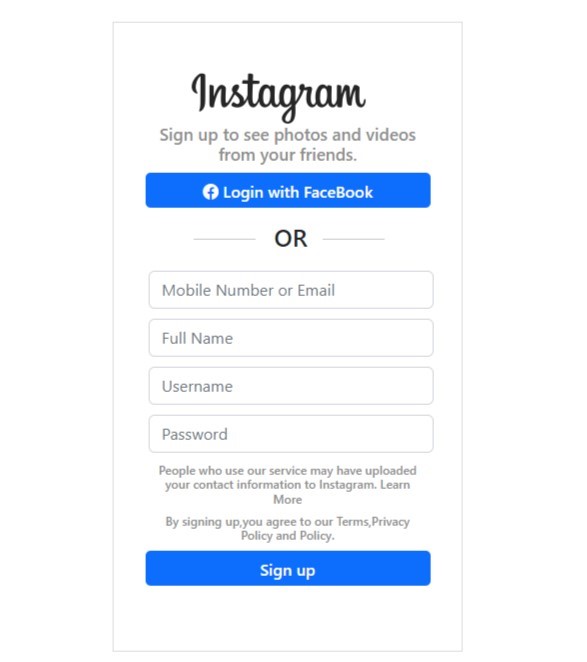 Instagram
Sign up to see photos and videos
from your friends.
Login with FaceBook
OR
Mobile Number or Email
Full Name
Username
Password
People who use our service may have uploaded
your contact information to Instagram. Learn
More
By signing up,you agree to our Terms,Privacy
Policy and Policy.
Sign up